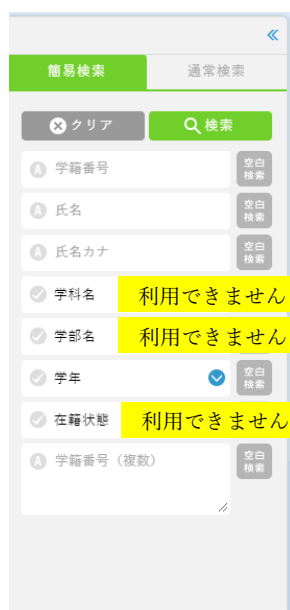 «
簡易検索 通常検索
クリア 検索
A 学籍番号 空白
検索
A 氏名 空白
検索
A 氏名カナ 空白
検索
学科名 利用できません
学部名 利用できません
学年 空白
検索
在籍状態 利用できません
A 学籍番号（複数） 空白
検索